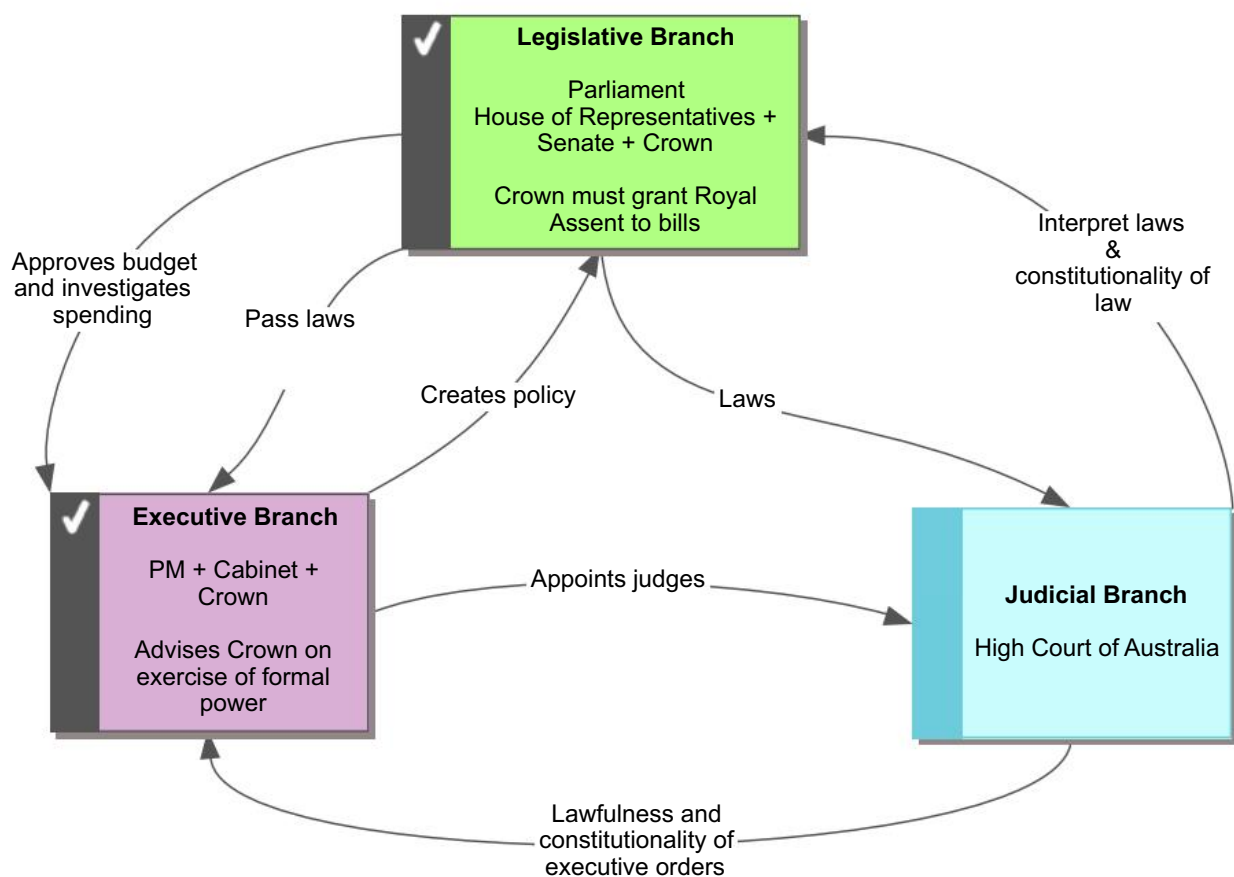 Legislative Branch
Parliament
House of Representatives +
Senate + Crown
Crown must grant Royal
Assent to bills
Approves budget
and investigates
spending
Pass laws
Creates policy
Laws
Interpret laws
&
constitutionality of
law
Executive Branch
PM + Cabinet +
Crown
Advises Crown on
exercise of formal
power
Appoints judges
Judicial Branch
High Court of Australia
Lawfulness and
constitutionality of
executive orders